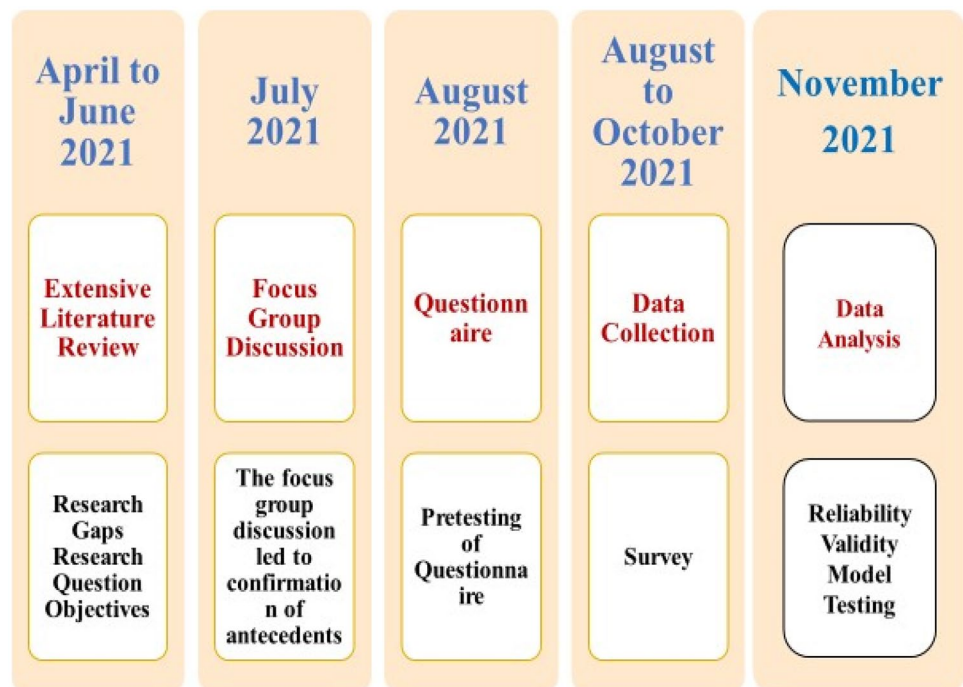 April to
June
2021
Extensive
Literature
Review
Research
Gaps
Research
Question
Objectives
July
2021
Focus
Group
Discussion
The focus
group
discussion
led to
confirmatio
n of
antecedents
August
2021
Questionn
aire
Pretesting
of
Questionna
ire
August
to
October
2021
Data
Collection
Survey
November
2021
Data
Analysis
Reliability
Validity
Model
Testing